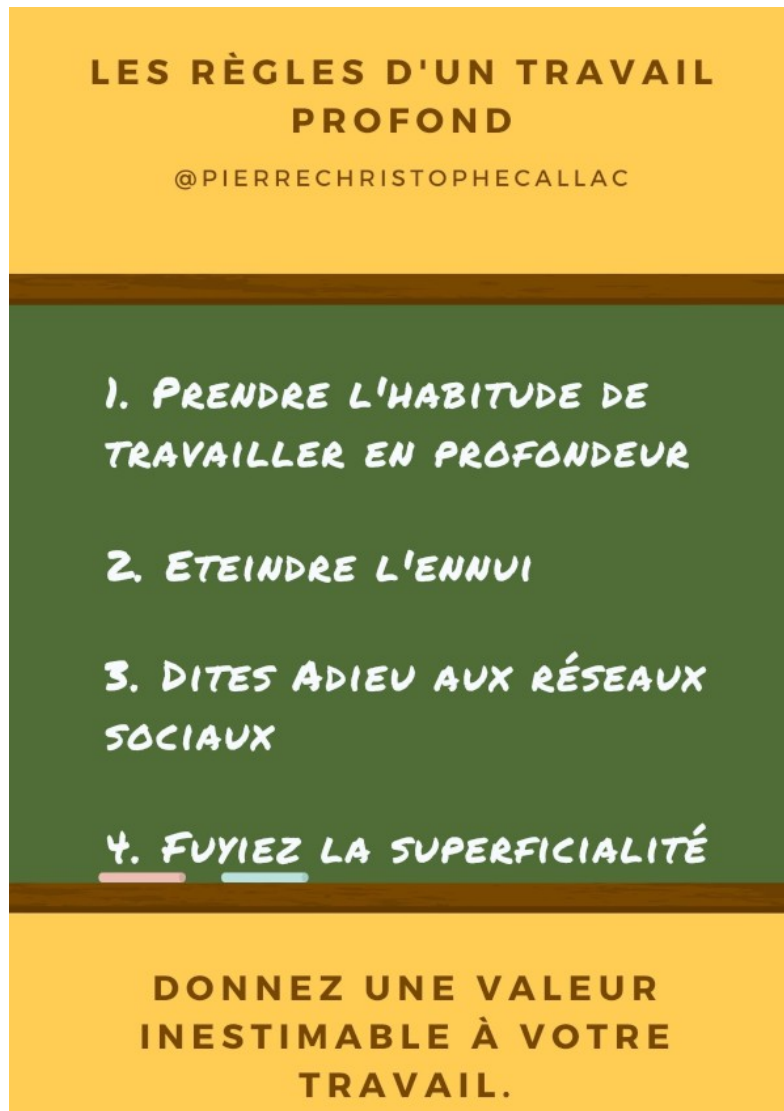 LES RÈGLES D'UN TRAVAIL
PROFOND
@PIERRECHRISTOPHECALLAC
1. PRENDRE L'HABITUDE DE
TRAVAILLER EN PROFONDEUR
2. ETEINDRE L'ENNUI
3. DITES ADIEU AUX RÉSEAUX
SOCIAUX
4. FUYIEZ LA SUPERFICIALITÉ
DONNEZ UNE VALEUR
INESTIMABLE À VOTRE
TRAVAIL.